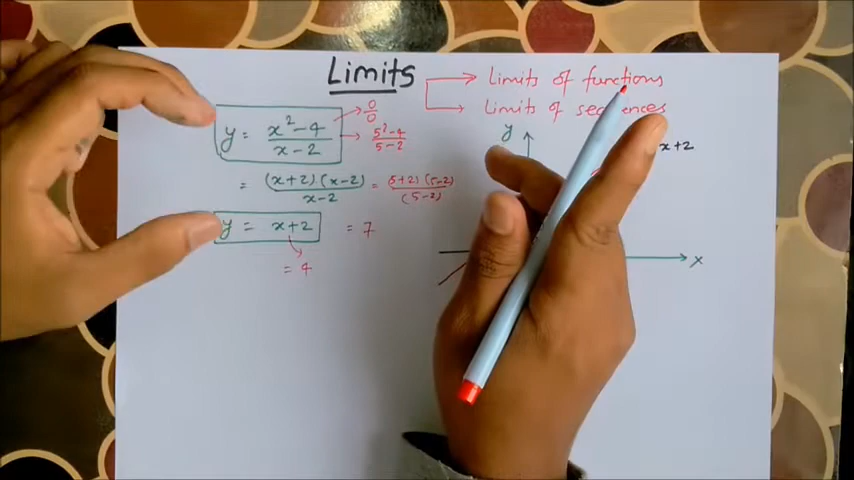 Limits
Limits of functions
Limits of sequences
y = x²-4 / x-2
0/0
5²-4 / 5-2
= (x+2)(x-2) / x-2 = (5+2)(5-2) / (5-2)
y = x+2 = 7
= 4
y
x+2
x